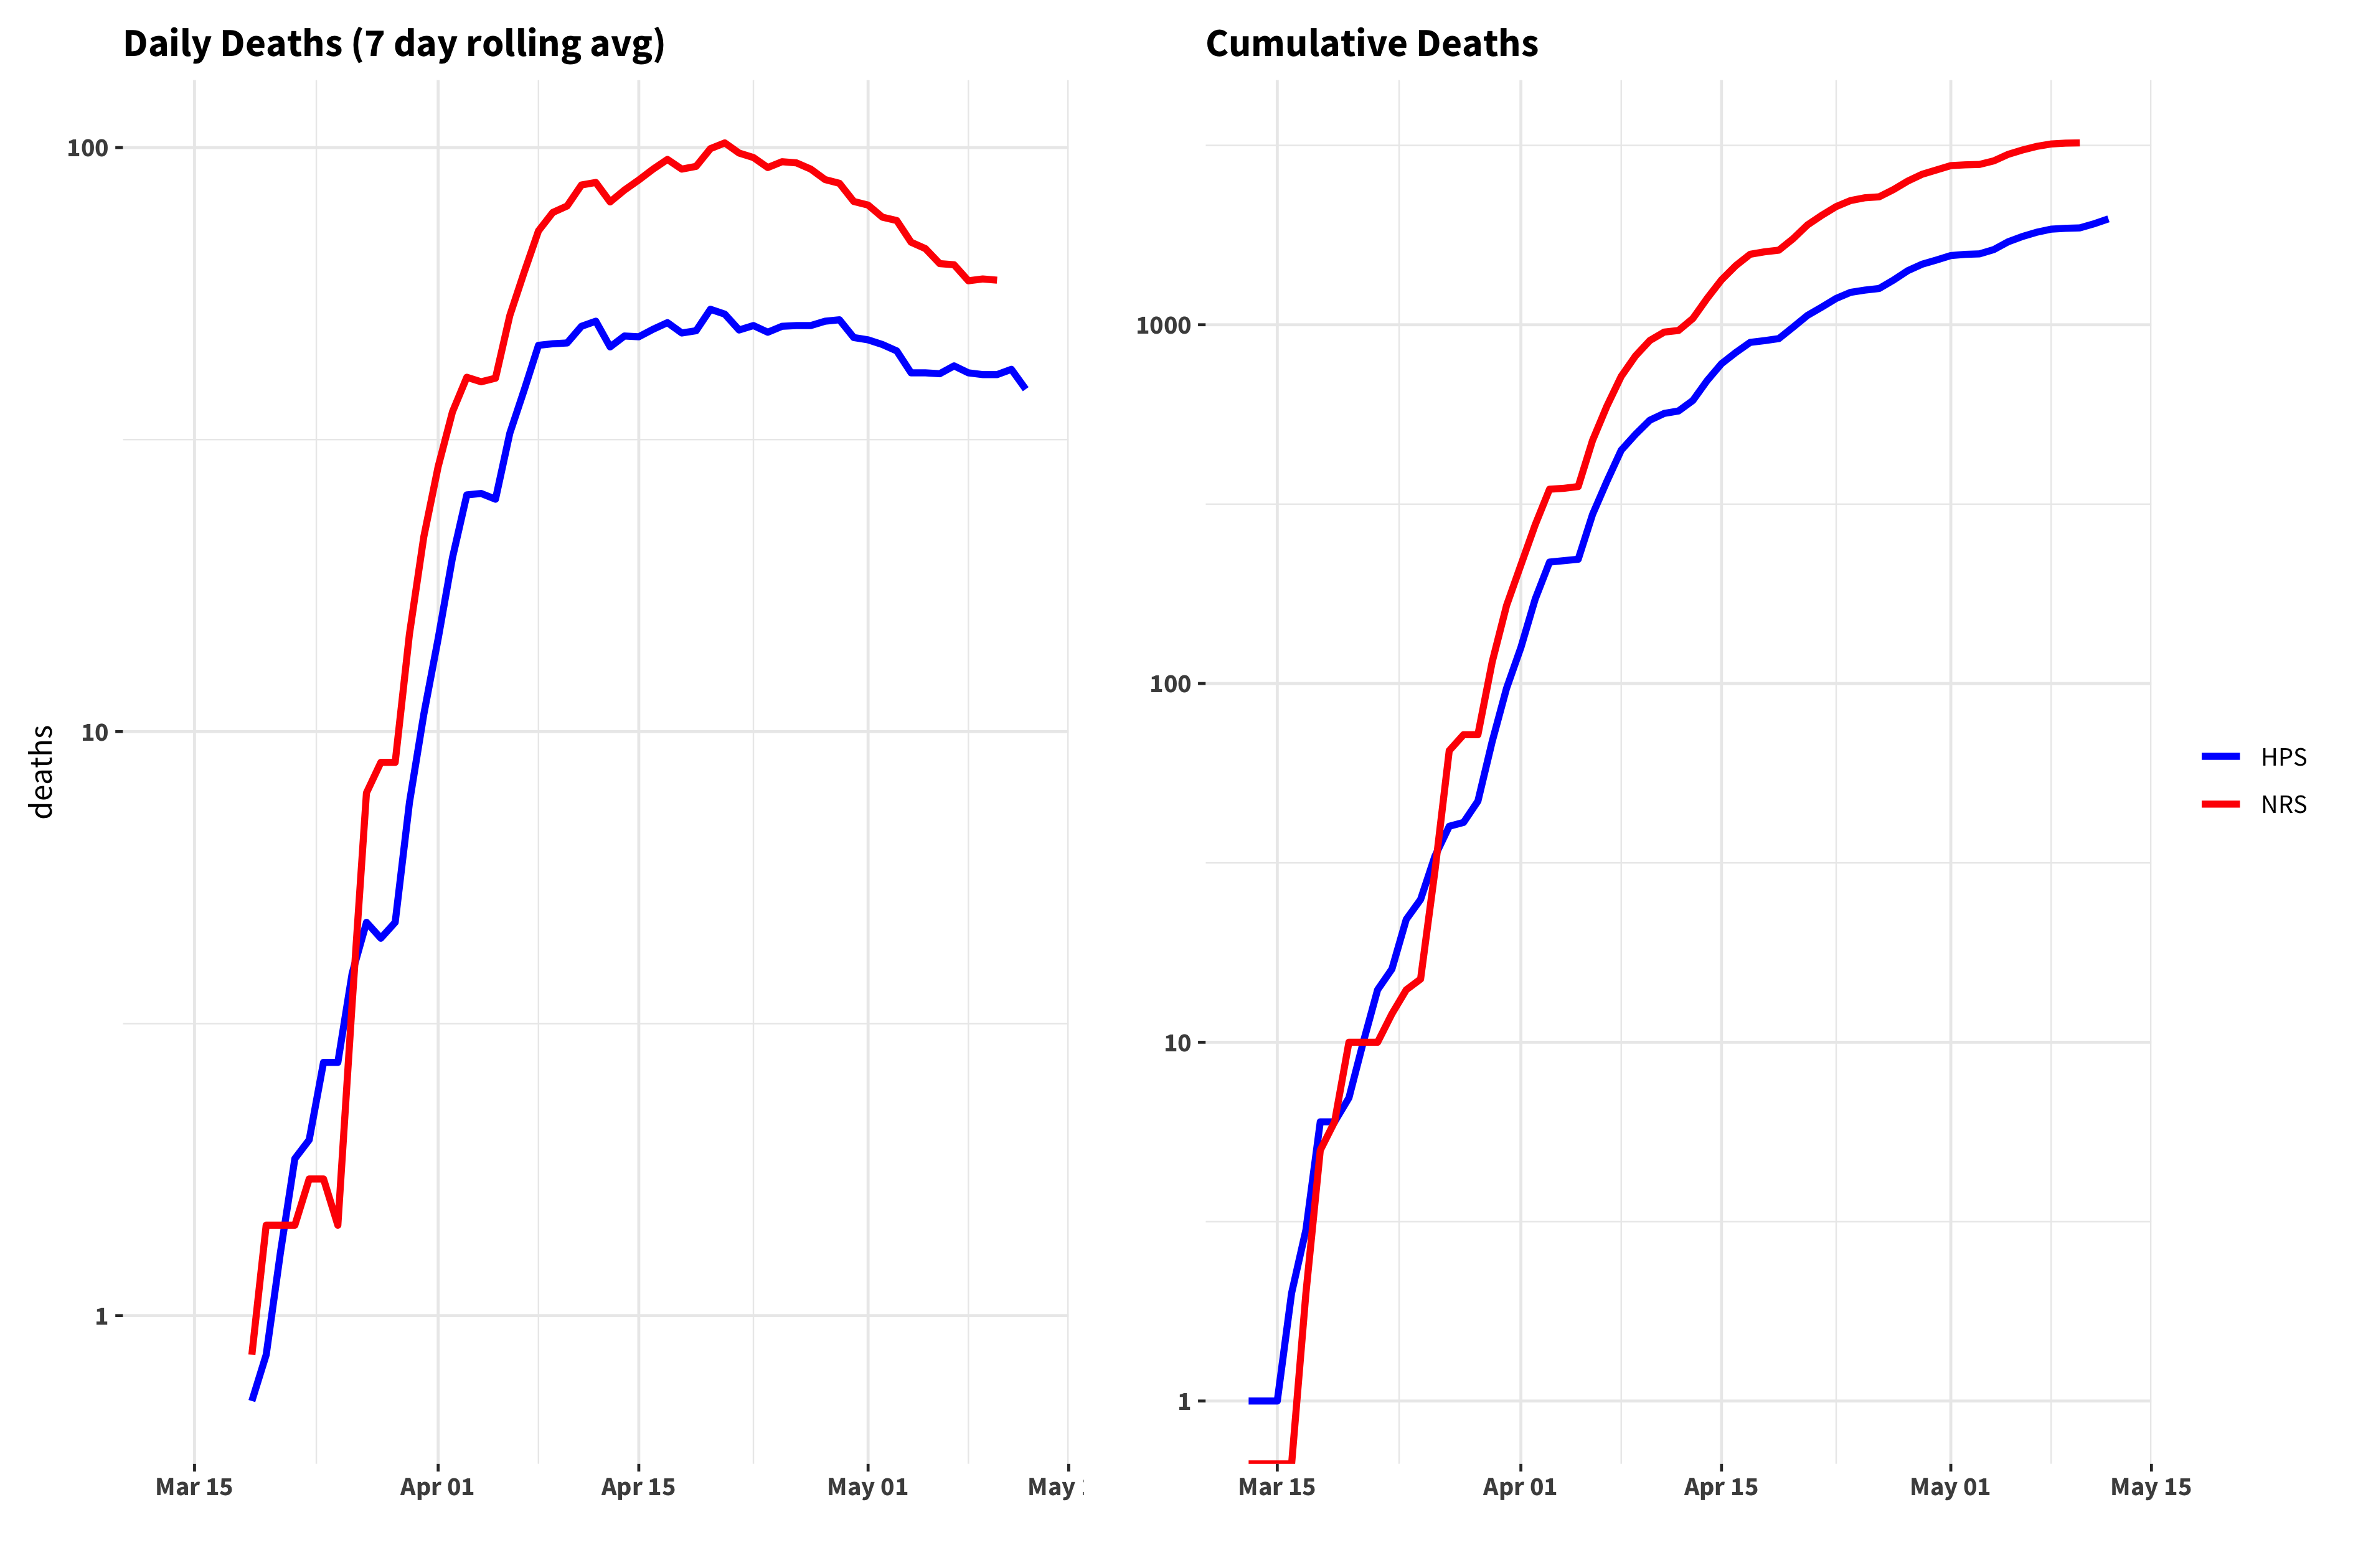 Daily Deaths (7 day rolling avg)
deaths
100
10
1
Mar 15
Apr 01
Apr 15
May 01
May
Cumulative Deaths
1000
100
10
1
Mar 15
Apr 01
Apr 15
May 01
May 15
HPS
NRS